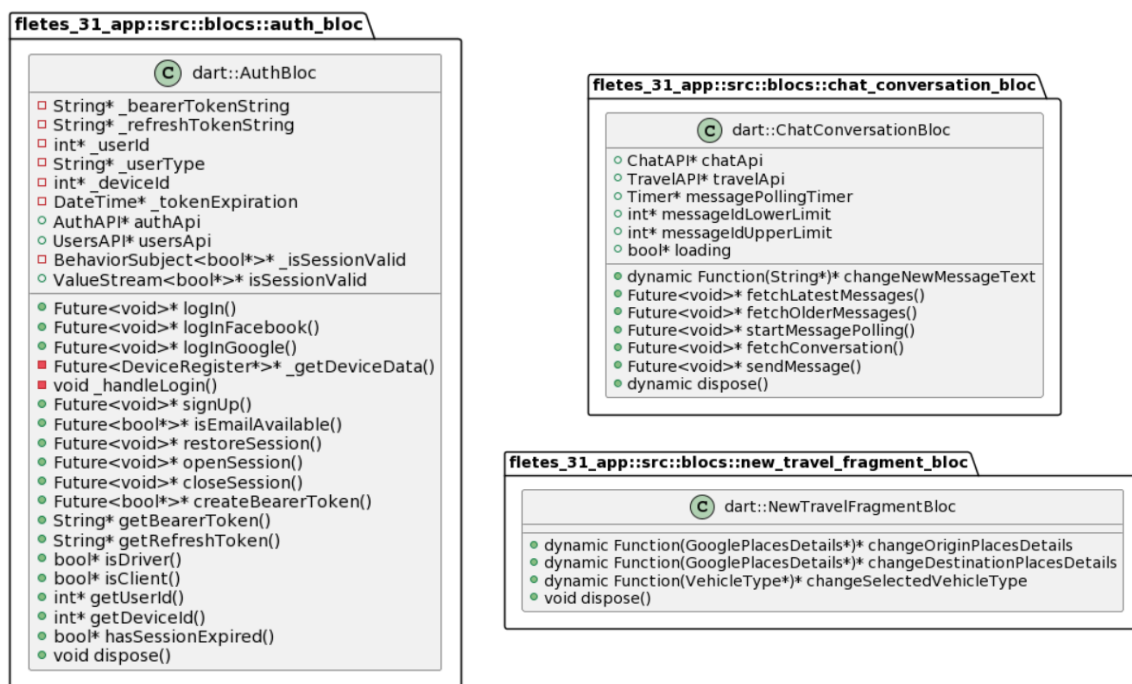 fletes_31_app::src::blocs::auth_bloc
C dart::AuthBloc
String* _bearerTokenString
String* _refreshTokenString
int* _userId
String* _userType
int* _deviceId
DateTime* _tokenExpiration
AuthAPI* authApi
UsersAPI* usersApi
BehaviorSubject<bool*>* _isSessionValid
ValueStream<bool*>* isSessionValid
Future<void>* logIn()
Future<void>* logInFacebook()
Future<void>* logInGoogle()
Future<DeviceRegister*>* _getDeviceData()
void _handleLogin()
Future<void>* signUp()
Future<bool*>* isEmailAvailable()
Future<void>* restoreSession()
Future<void>* openSession()
Future<void>* closeSession()
Future<bool*>* createBearerToken()
String* getBearerToken()
String* getRefreshToken()
bool* isDriver()
bool* isClient()
int* getUserId()
int* getDeviceId()
bool* hasSessionExpired()
void dispose()
fletes_31_app::src::blocs::chat_conversation_bloc
C dart::ChatConversationBloc
ChatAPI* chatApi
TravelAPI* travelApi
Timer* messagePollingTimer
int* messageIdLowerLimit
int* messageIdUpperLimit
bool* loading
dynamic Function(String*)* changeNewMessageText
Future<void>* fetchLatestMessages()
Future<void>* fetchOlderMessages()
Future<void>* startMessagePolling()
Future<void>* fetchConversation()
Future<void>* sendMessage()
dynamic dispose()
fletes_31_app::src::blocs::new_travel_fragment_bloc
C dart::NewTravelFragmentBloc
dynamic Function(GooglePlacesDetails*)* changeOriginPlacesDetails
dynamic Function(GooglePlacesDetails*)* changeDestinationPlacesDetails
dynamic Function(VehicleType*)* changeSelectedVehicleType
void dispose()